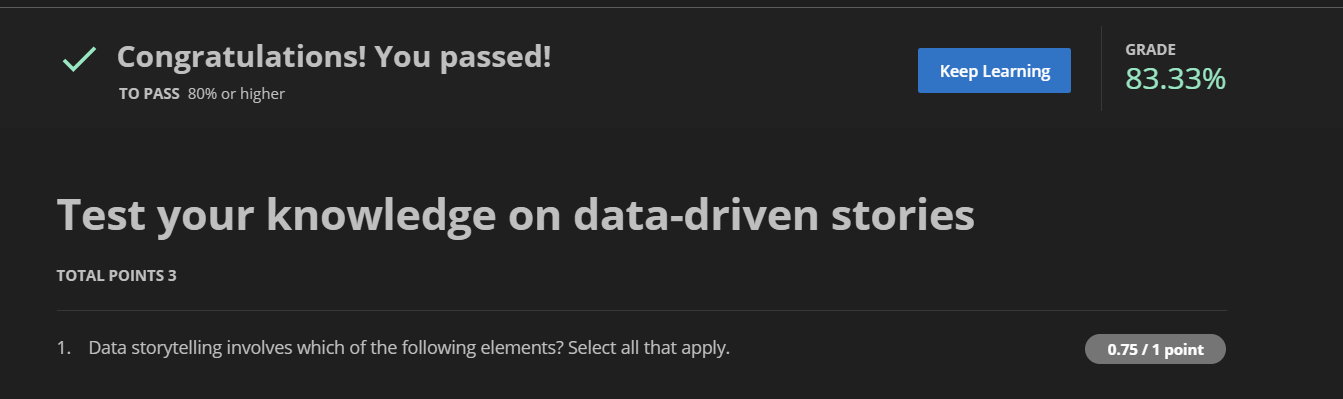 Congratulations! You passed!
TO PASS 80% or higher
Keep Learning
GRADE
83.33%
Test your knowledge on data-driven stories
TOTAL POINTS 3
1. Data storytelling involves which of the following elements? Select all that apply.
0.75 / 1 point